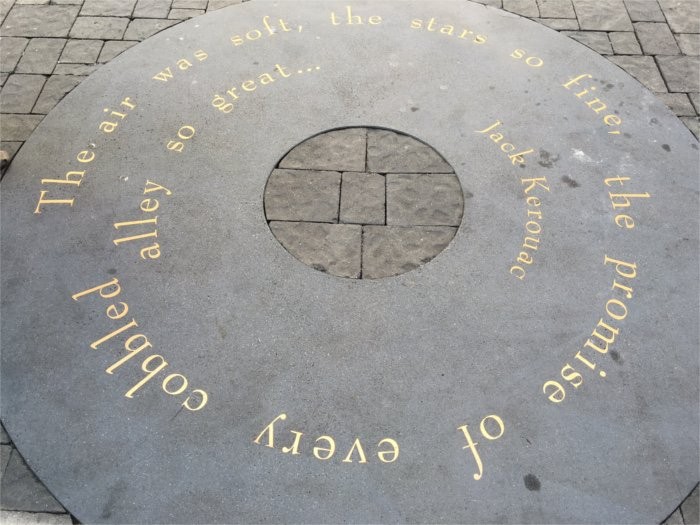 The air was soft, the stars so fine, the promise of every cobbled alley so great...
Jack Kerouac